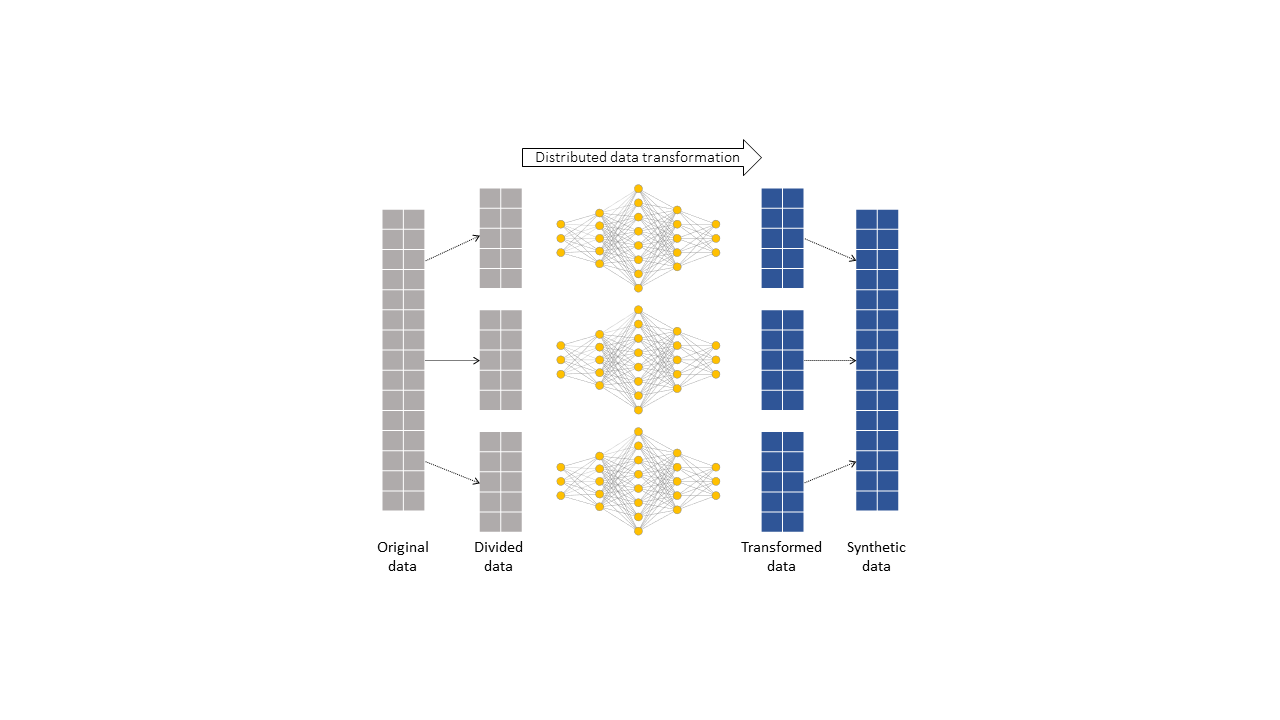 Distributed data transformation
Original
data
Divided
data
Transformed
data
Synthetic
data